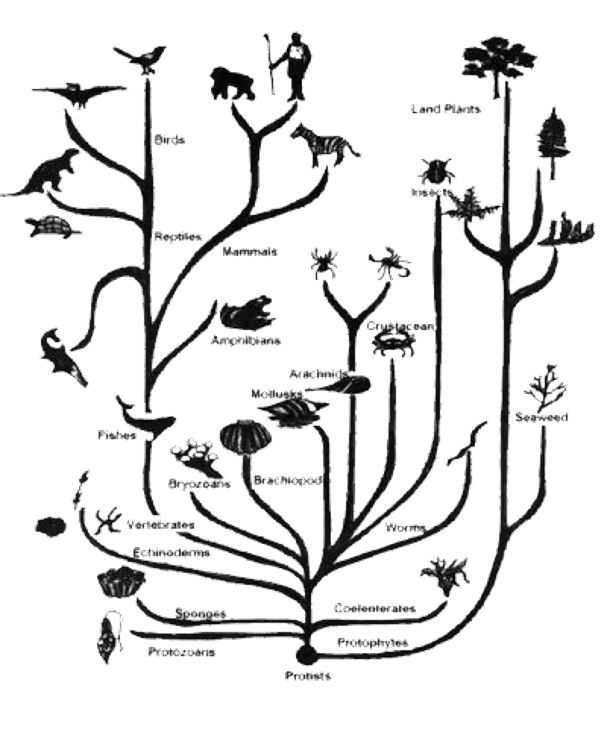 Land Plants
Birds
Insects
Reptiles
Mammals
Crustacean
Amphibians
Arachnids
Mollusks
Seaweed
Fishes
Bryozoans
Brachiopod
Vertebrates
Worms
Echinoderms
Sponges
Coelenterates
Protophytes
Protozoans
Protists